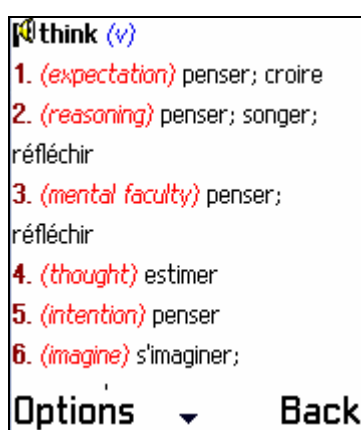 think (v)
1. (expectation) penser; croire
2. (reasoning) penser; songer;
réfléchir
3. (mental faculty) penser;
réfléchir
4. (thought) estimer
5. (intention) penser
6. (imagine) s'imaginer;
Options Back